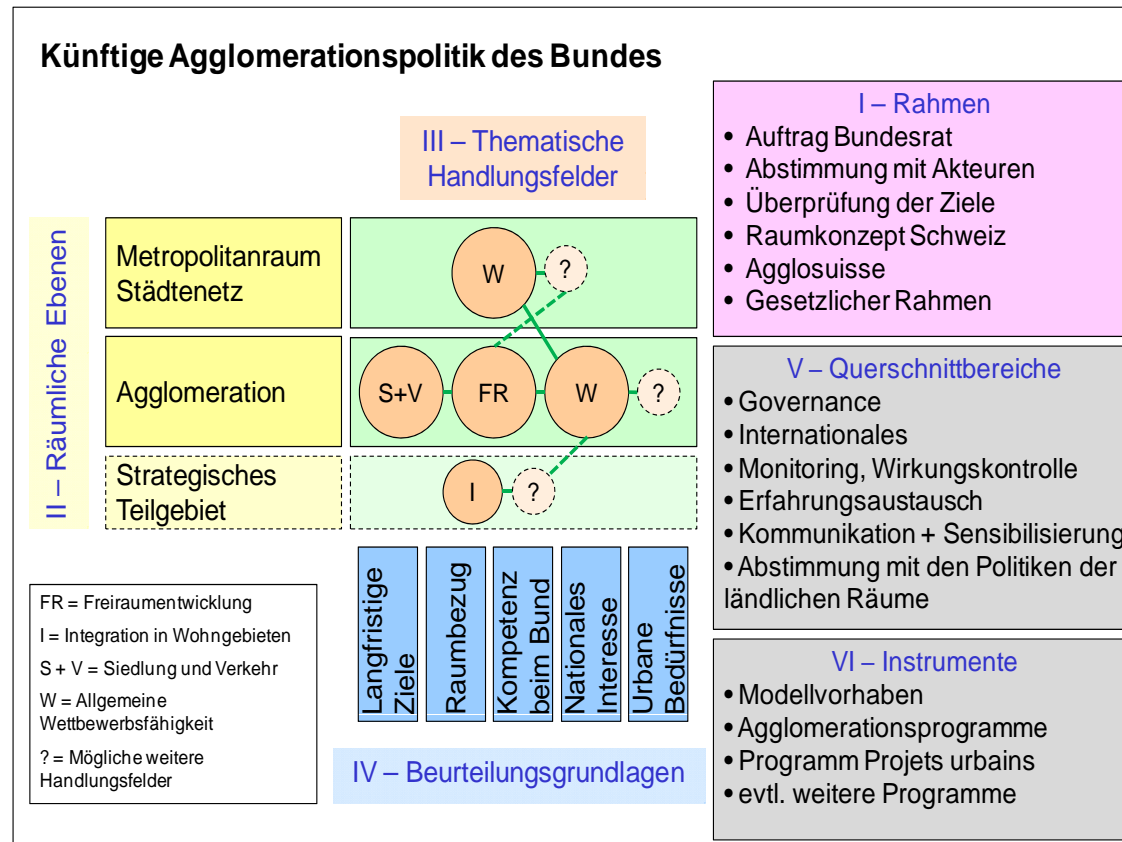 Künftige Agglomerationspolitik des Bundes
III – Thematische
Handlungsfelder
II – Räumliche Ebenen
Metropolitanraum
Städtenetz
W
?
Agglomeration
S+V
FR
W
?
Strategisches
Teilgebiet
I
?
Langfristige
Ziele
Raumbezug
Kompetenz
beim Bund
Nationales
Interesse
Urbane
Bedürfnisse
IV – Beurteilungsgrundlagen
FR = Freiraumentwicklung
I = Integration in Wohngebieten
S + V = Siedlung und Verkehr
W = Allgemeine
Wettbewerbsfähigkeit
? = Mögliche weitere
Handlungsfelder
I – Rahmen
• Auftrag Bundesrat
• Abstimmung mit Akteuren
• Überprüfung der Ziele
• Raumkonzept Schweiz
• Agglosuisse
• Gesetzlicher Rahmen
V – Querschnittbereiche
• Governance
• Internationales
• Monitoring, Wirkungskontrolle
• Erfahrungsaustausch
• Kommunikation + Sensibilisierung
• Abstimmung mit den Politiken der
ländlichen Räume
VI – Instrumente
• Modellvorhaben
• Agglomerationsprogramme
• Programm Projets urbains
• evtl. weitere Programme